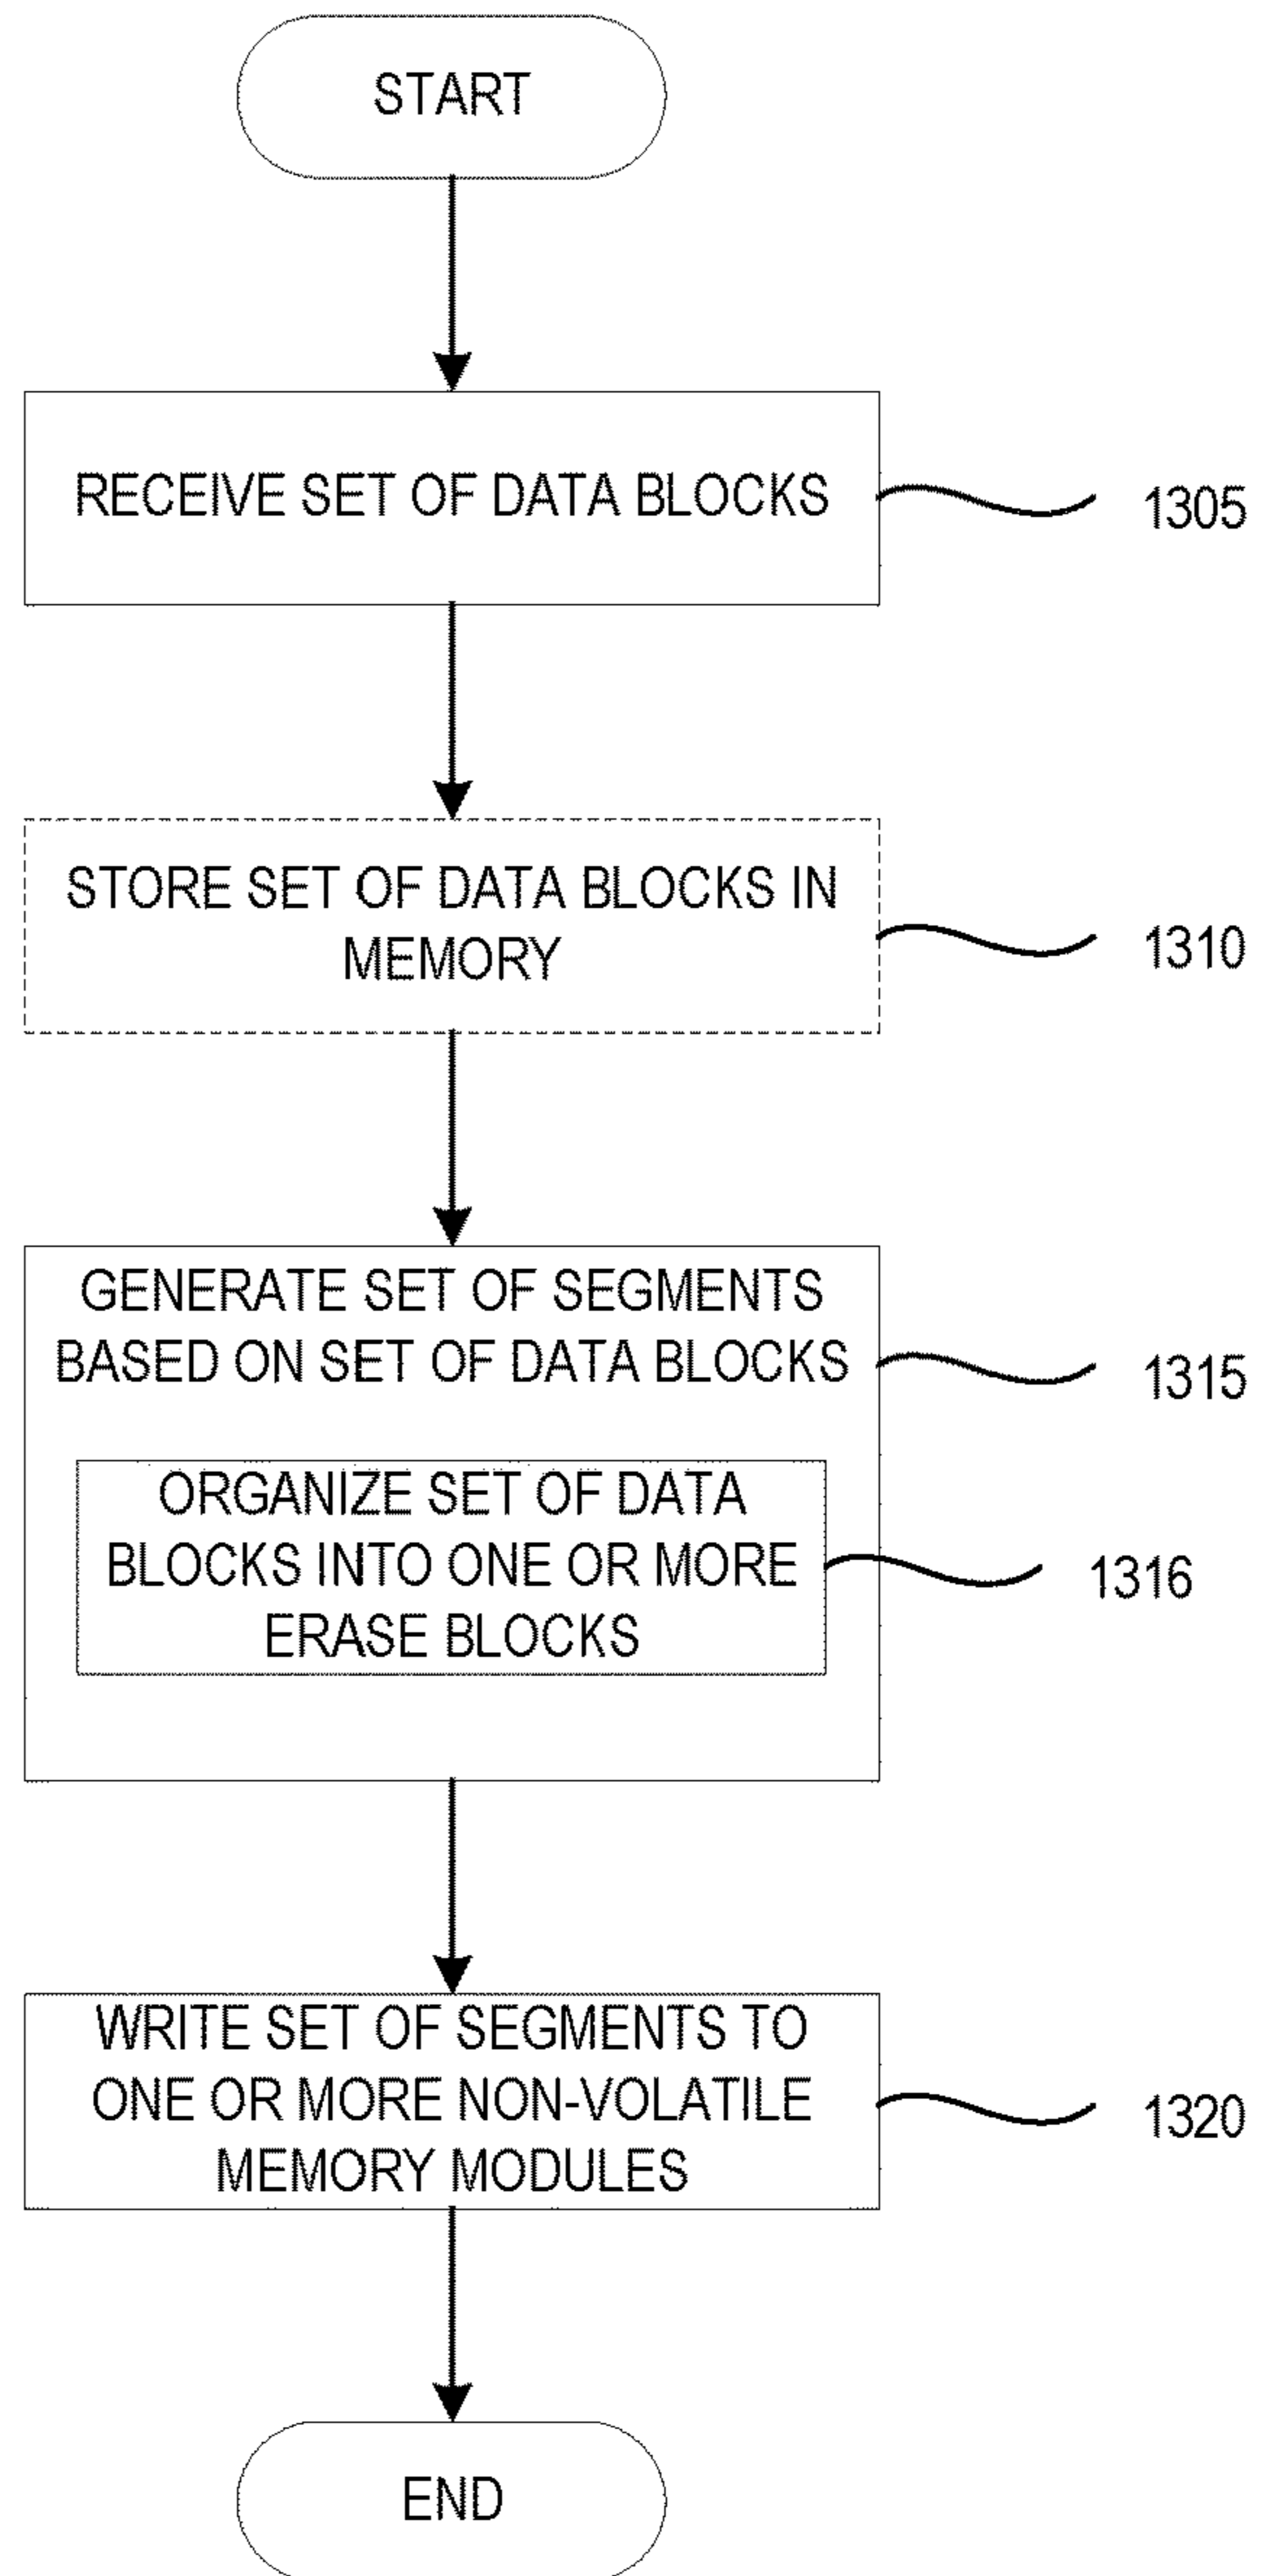 START
RECEIVE SET OF DATA BLOCKS
1305
STORE SET OF DATA BLOCKS IN
MEMORY
1310
GENERATE SET OF SEGMENTS
BASED ON SET OF DATA BLOCKS
1315
ORGANIZE SET OF DATA
BLOCKS INTO ONE OR MORE
ERASE BLOCKS
1316
WRITE SET OF SEGMENTS TO
ONE OR MORE NON-VOLATILE
MEMORY MODULES
1320
END